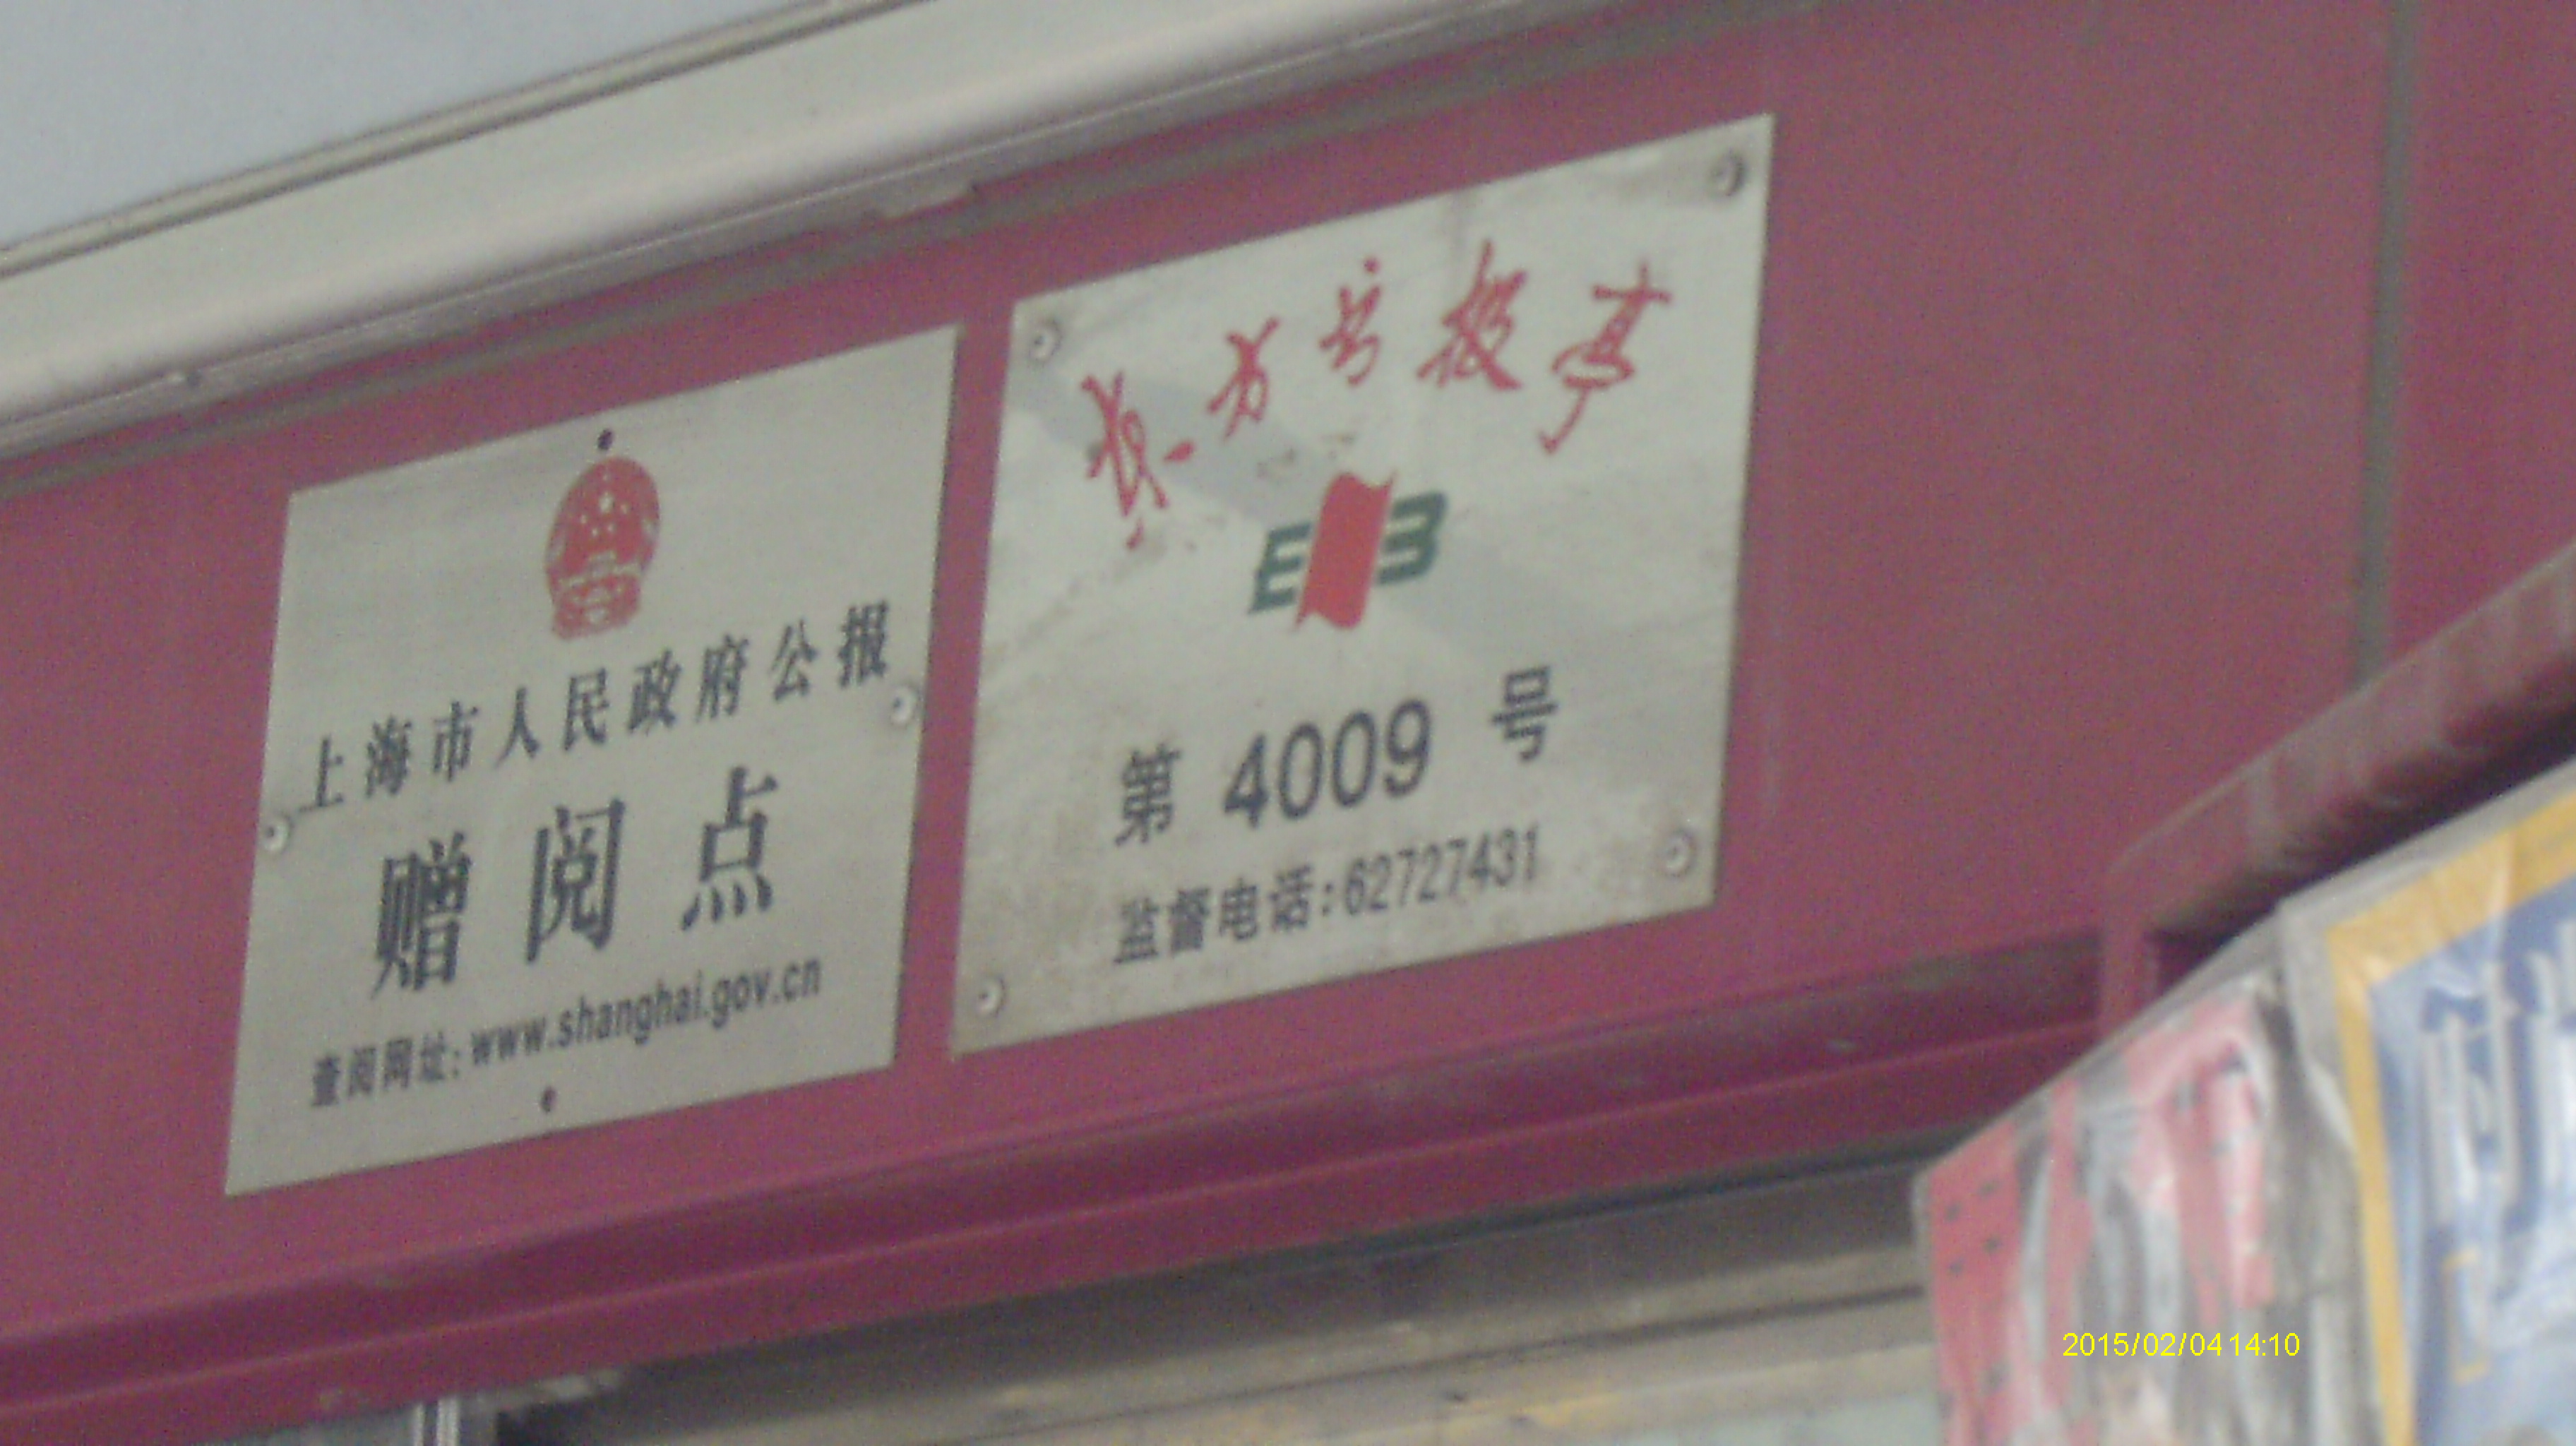 上海市人民政府公报
赠阅点
查阅网址:www.shanghai.gov.cn
东方书报亭
EB
第 4009 号
监督电话:62727431
2015/02/04 14:10